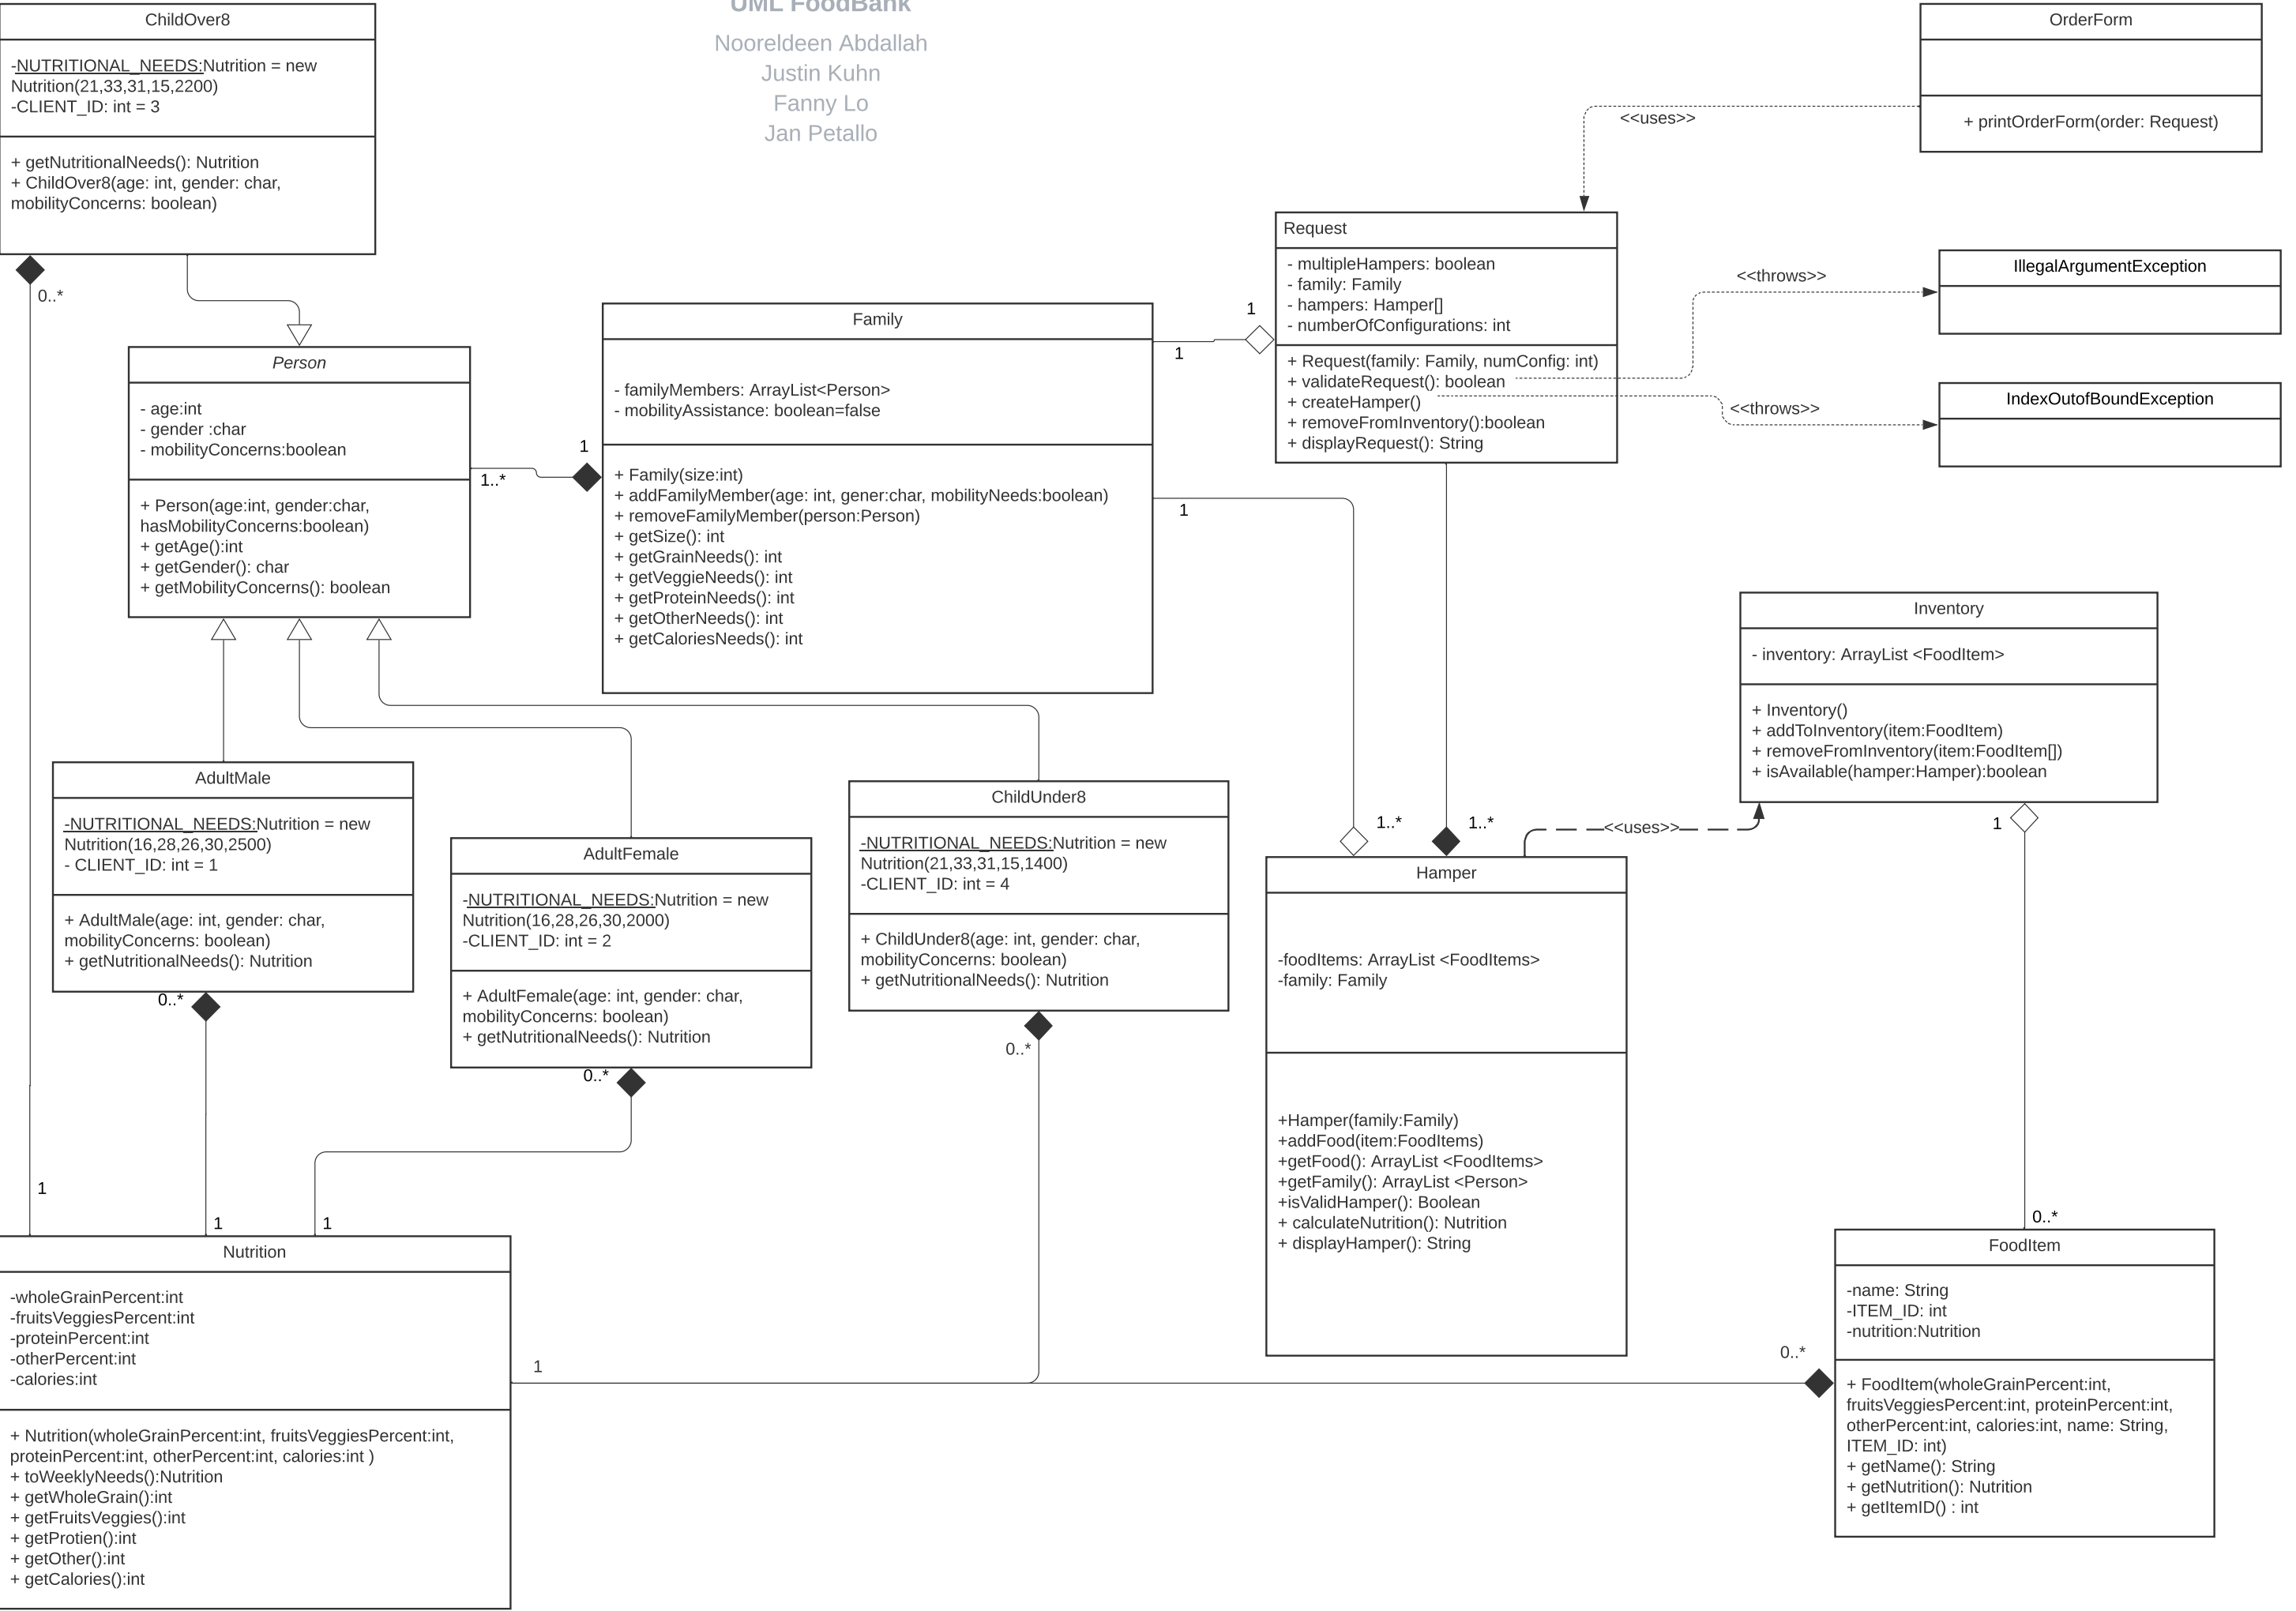 UML FoodBank
Nooreldeen Abdallah
Justin Kuhn
Fanny Lo
Jan Petallo
ChildOver8
-NUTRITIONAL_NEEDS:Nutrition = new
Nutrition(21,33,31,15,2200)
-CLIENT_ID: int = 3
+ getNutritionalNeeds(): Nutrition
+ ChildOver8(age: int, gender: char,
mobilityConcerns: boolean)
0..*
OrderForm
+ printOrderForm(order: Request)
<<uses>>
Request
- multipleHampers: boolean
- family: Family
- hampers: Hamper[]
- numberOfConfigurations: int
+ Request(family: Family, numConfig: int)
+ validateRequest(): boolean
+ createHamper()
+ removeFromInventory():boolean
+ displayRequest(): String
<<throws>>
IllegalArgumentException
<<throws>>
IndexOutofBoundException
Person
- age:int
- gender :char
- mobilityConcerns:boolean
+ Person(age:int, gender:char,
hasMobilityConcerns:boolean)
+ getAge():int
+ getGender(): char
+ getMobilityConcerns(): boolean
1..*
1
Family
- familyMembers: ArrayList<Person>
- mobilityAssistance: boolean=false
+ Family(size:int)
+ addFamilyMember(age: int, gener:char, mobilityNeeds:boolean)
+ removeFamilyMember(person:Person)
+ getSize(): int
+ getGrainNeeds(): int
+ getVeggieNeeds(): int
+ getProteinNeeds(): int
+ getOtherNeeds(): int
+ getCaloriesNeeds(): int
1
1
1
1..*
1..*
Inventory
- inventory: ArrayList <FoodItem>
+ Inventory()
+ addToInventory(item:FoodItem)
+ removeFromInventory(item:FoodItem[])
+ isAvailable(hamper:Hamper):boolean
<<uses>>
1
0..*
AdultMale
-NUTRITIONAL_NEEDS:Nutrition = new
Nutrition(16,28,26,30,2500)
- CLIENT_ID: int = 1
+ AdultMale(age: int, gender: char,
mobilityConcerns: boolean)
+ getNutritionalNeeds(): Nutrition
0..*
AdultFemale
-NUTRITIONAL_NEEDS:Nutrition = new
Nutrition(16,28,26,30,2000)
-CLIENT_ID: int = 2
+ AdultFemale(age: int, gender: char,
mobilityConcerns: boolean)
+ getNutritionalNeeds(): Nutrition
0..*
ChildUnder8
-NUTRITIONAL_NEEDS:Nutrition = new
Nutrition(21,33,31,15,1400)
-CLIENT_ID: int = 4
+ ChildUnder8(age: int, gender: char,
mobilityConcerns: boolean)
+ getNutritionalNeeds(): Nutrition
0..*
Hamper
-foodItems: ArrayList <FoodItems>
-family: Family
+Hamper(family:Family)
+addFood(item:FoodItems)
+getFood(): ArrayList <FoodItems>
+getFamily(): ArrayList <Person>
+isValidHamper(): Boolean
+ calculateNutrition(): Nutrition
+ displayHamper(): String
1
1
1
1
Nutrition
-wholeGrainPercent:int
-fruitsVeggiesPercent:int
-proteinPercent:int
-otherPercent:int
-calories:int
+ Nutrition(wholeGrainPercent:int, fruitsVeggiesPercent:int,
proteinPercent:int, otherPercent:int, calories:int )
+ toWeeklyNeeds():Nutrition
+ getWholeGrain():int
+ getFruitsVeggies():int
+ getProtien():int
+ getOther():int
+ getCalories():int
0..*
FoodItem
-name: String
-ITEM_ID: int
-nutrition:Nutrition
+ FoodItem(wholeGrainPercent:int,
fruitsVeggiesPercent:int, proteinPercent:int,
otherPercent:int, calories:int, name: String,
ITEM_ID: int)
+ getName(): String
+ getNutrition(): Nutrition
+ getItemID() : int